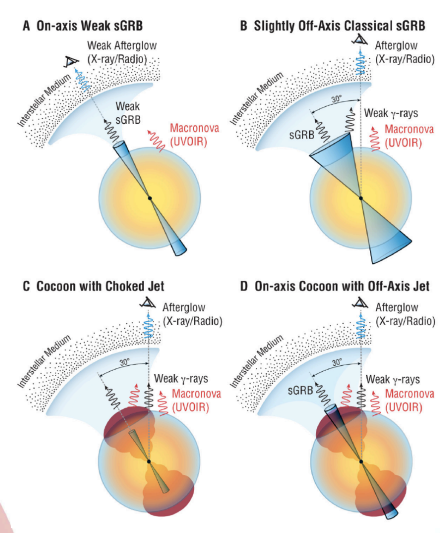 A On-axis Weak sGRB
Weak Afterglow
(X-ray/Radio)
Interstellar Medium
Weak
sGRB
Macronova
(UVOIR)
B Slightly Off-Axis Classical sGRB
Afterglow
(X-ray/Radio)
Interstellar Medium
30°
sGRB
Weak γ-rays
Macronova
(UVOIR)
C Cocoon with Choked Jet
Afterglow
(X-ray/Radio)
Interstellar Medium
30°
Weak γ-rays
Macronova
(UVOIR)
D On-axis Cocoon with Off-Axis Jet
Afterglow
(X-ray/Radio)
Interstellar Medium
30°
sGRB
Weak γ-rays
Macronova
(UVOIR)